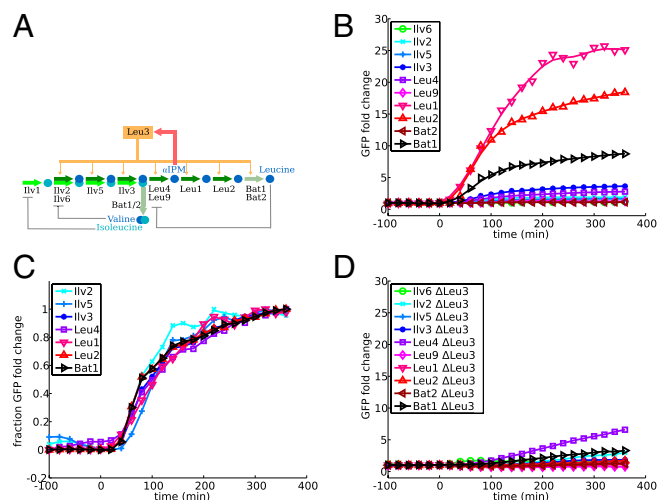 A
Leu3
αIPM
Leucine
Ilv1
Ilv2
Ilv6
Ilv5
Ilv3
Leu4
Leu9
Leu1
Leu2
Bat1
Bat2
Bat1/2
Valine
Isoleucine
B
30
25
20
15
10
5
0
GFP fold change
-100
0
100
200
300
400
time (min)
Ilv6
Ilv2
Ilv5
Ilv3
Leu4
Leu9
Leu1
Leu2
Bat2
Bat1
C
1
0.8
0.6
0.4
0.2
0
-0.2
fraction GFP fold change
0
100
200
300
400
time (min)
Ilv2
Ilv5
Ilv3
Leu4
Leu1
Leu2
Bat1
D
30
25
20
15
10
5
0
GFP fold change
-100
0
100
200
300
400
time (min)
Ilv6 ΔLeu3
Ilv2 ΔLeu3
Ilv5 ΔLeu3
Ilv3 ΔLeu3
Leu4 ΔLeu3
Leu9 ΔLeu3
Leu1 ΔLeu3
Leu2 ΔLeu3
Bat2 ΔLeu3
Bat1 ΔLeu3